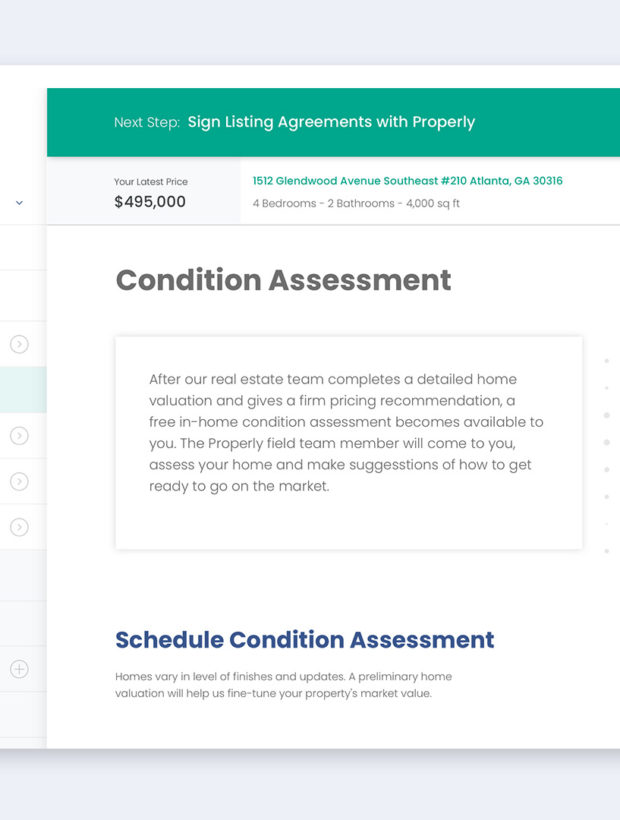 Next Step: Sign Listing Agreements with Properly
Your Latest Price
$495,000
1512 Glendwood Avenue Southeast #210 Atlanta, GA 30316
4 Bedrooms - 2 Bathrooms - 4,000 sq ft
Condition Assessment
After our real estate team completes a detailed home
valuation and gives a firm pricing recommendation, a
free in-home condition assessment becomes available to
you. The Properly field team member will come to you,
assess your home and make suggesstions of how to get
ready to go on the market.
Schedule Condition Assessment
Homes vary in level of finishes and updates. A preliminary home
valuation will help us fine-tune your property's market value.